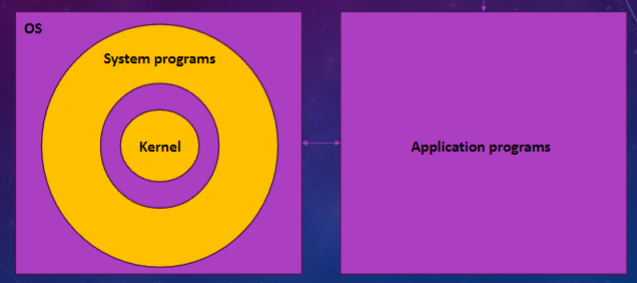 OS
System programs
Kernel
Application programs